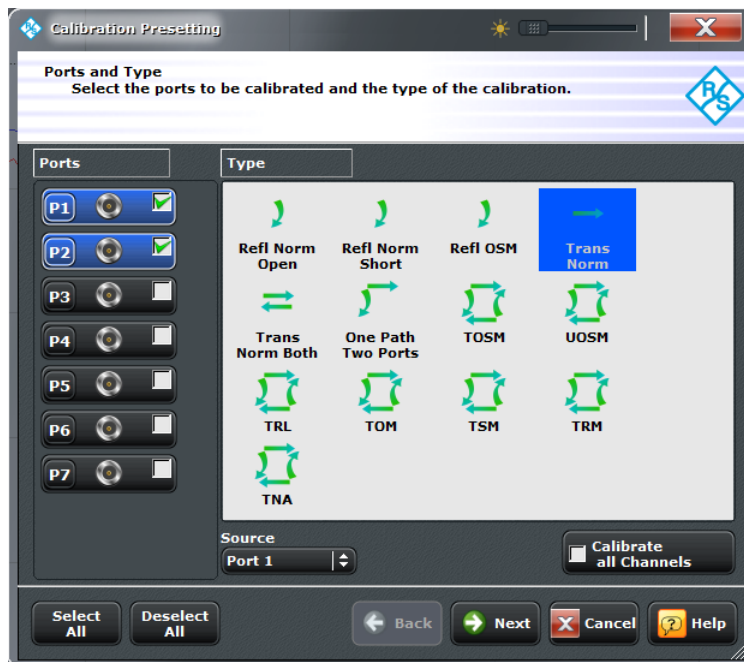 Calibration Presetting
X
Ports and Type
Select the ports to be calibrated and the type of the calibration.
R&S
Ports
Type
P1
P2
P3
P4
P5
P6
P7
Refl Norm
Open
Refl Norm
Short
Refl OSM
Trans
Norm
Trans
Norm Both
One Path
Two Ports
TOSM
UOSM
TRL
TOM
TSM
TRM
TNA
Source
Port 1
Calibrate
all Channels
Select
All
Deselect
All
Back
Next
X Cancel
? Help